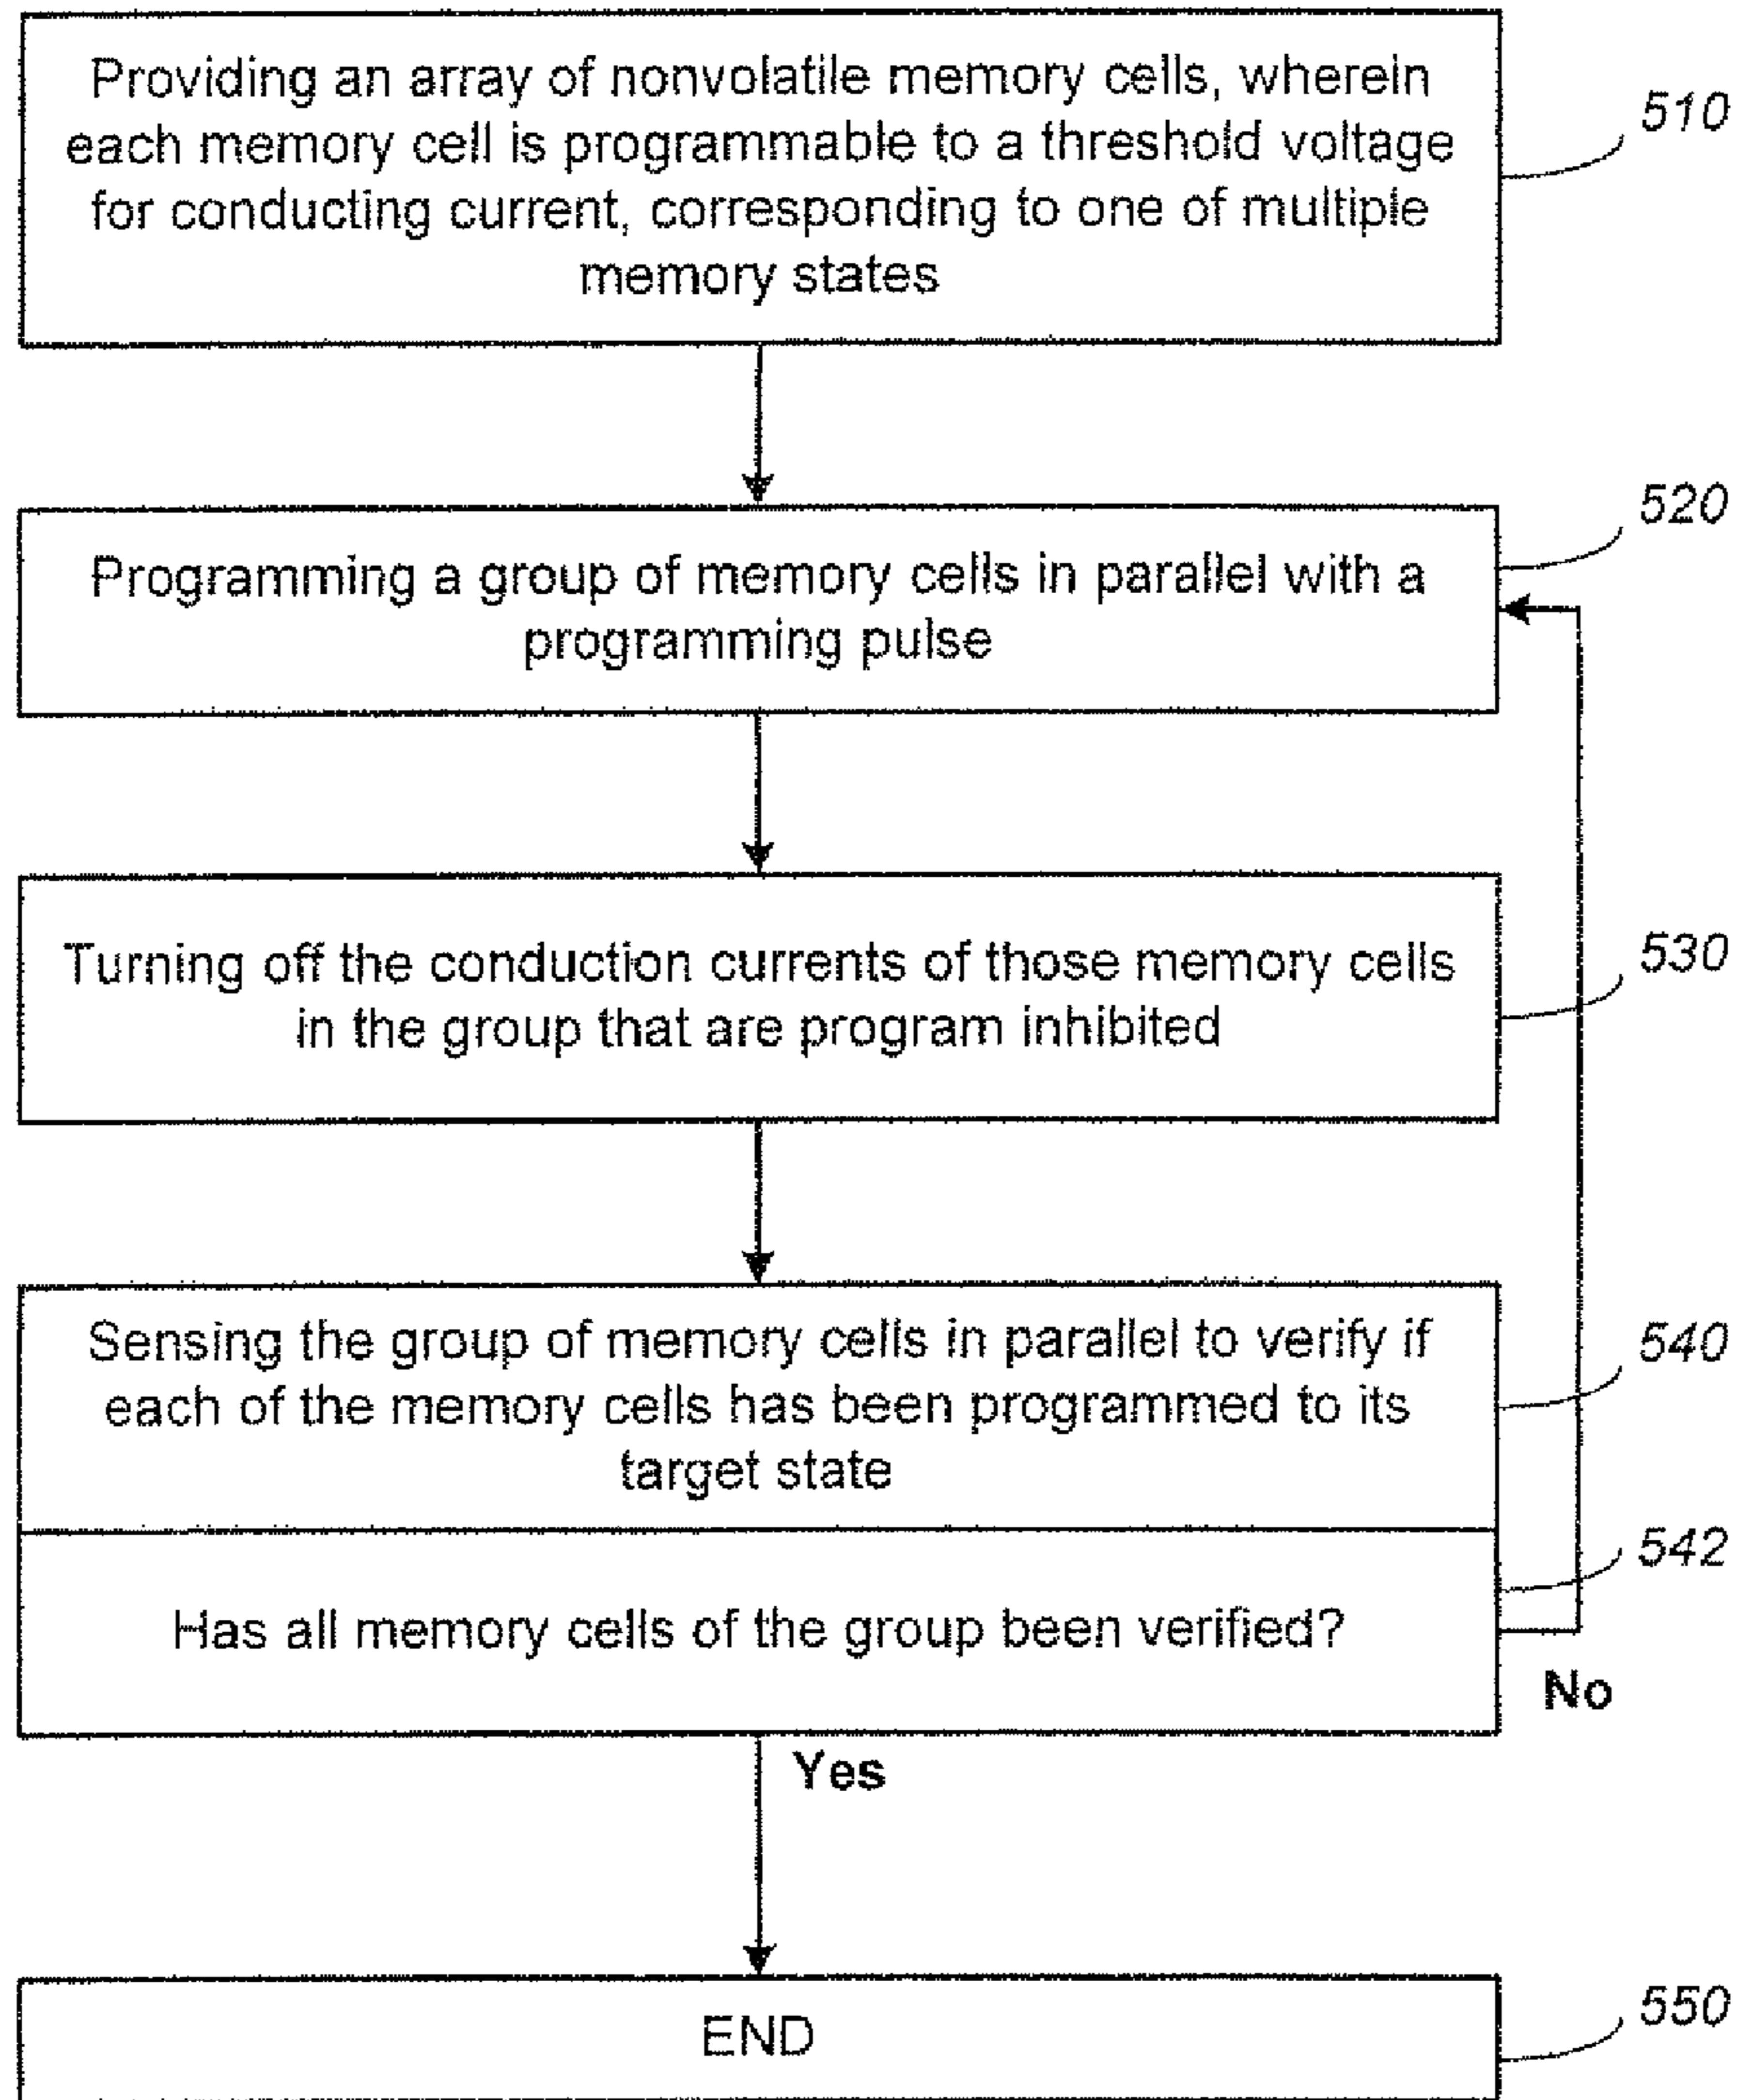 Providing an array of nonvolatile memory cells, wherein
each memory cell is programmable to a threshold voltage
for conducting current, corresponding to one of multiple
memory states
510
520
Programming a group of memory cells in parallel with a
programming pulse
530
Turning off the conduction currents of those memory cells
in the group that are program inhibited
540
Sensing the group of memory cells in parallel to verify if
each of the memory cells has been programmed to its
target state
542
Has all memory cells of the group been verified?
No
Yes
550
END